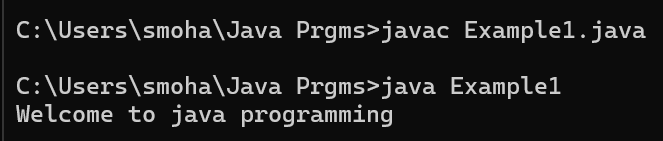 C:\Users\smoha\Java Prgms>javac Example1.java
C:\Users\smoha\Java Prgms>java Example1
Welcome to java programming